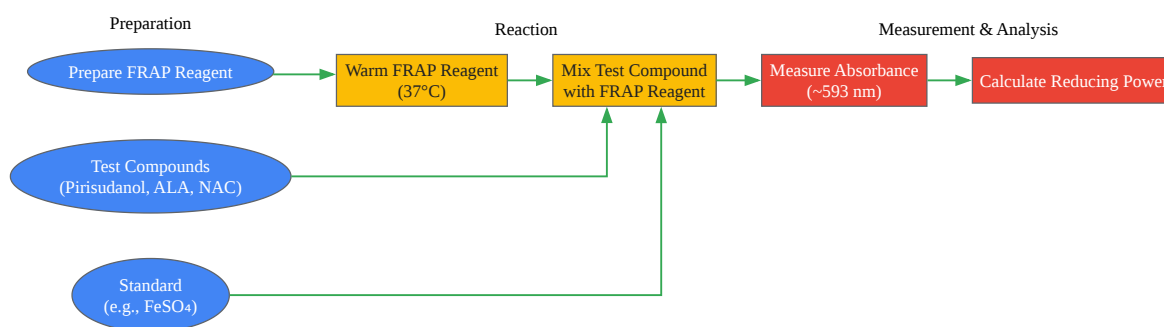 Preparation
Reaction
Measurement & Analysis
Prepare FRAP Reagent
Warm FRAP Reagent
(37°C)
Mix Test Compound
with FRAP Reagent
Measure Absorbance
(~593 nm)
Calculate Reducing Power
Test Compounds
(Pirisudanol, ALA, NAC)
Standard
(e.g., FeSO₄)